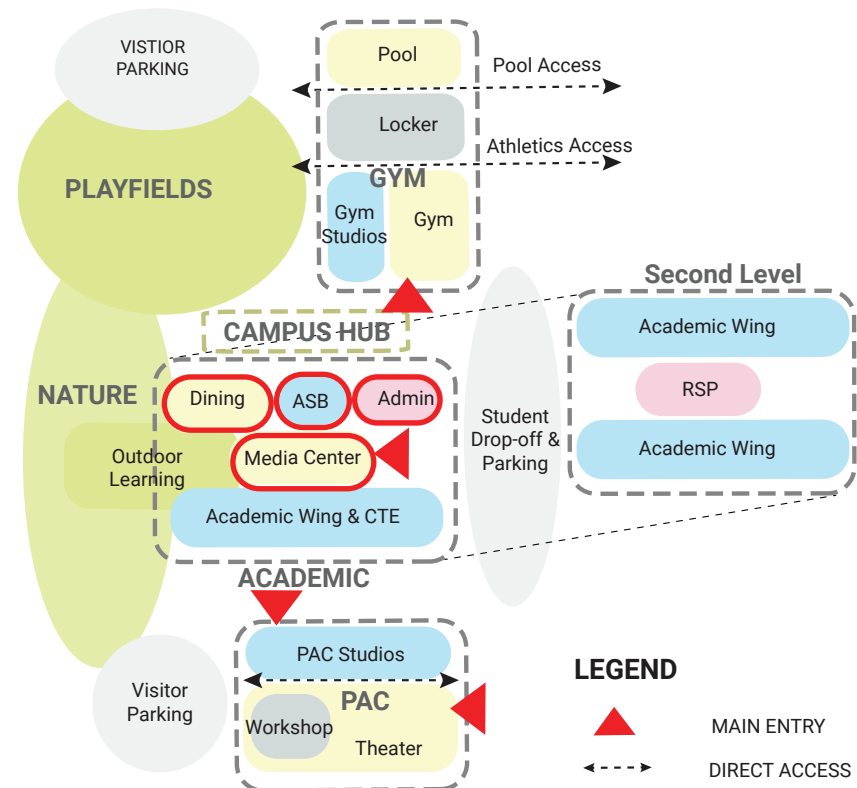 VISTIOR
PARKING
Pool
Pool Access
Locker
Athletics Access
PLAYFIELDS
GYM
Gym
Studios
Gym
Second Level
CAMPUS HUB
Academic Wing
NATURE
Dining
ASB
Admin
RSP
Student
Drop-off &
Parking
Outdoor
Learning
Media Center
Academic Wing
Academic Wing & CTE
ACADEMIC
PAC Studios
Visitor
Parking
PAC
Workshop
Theater
LEGEND
MAIN ENTRY
DIRECT ACCESS